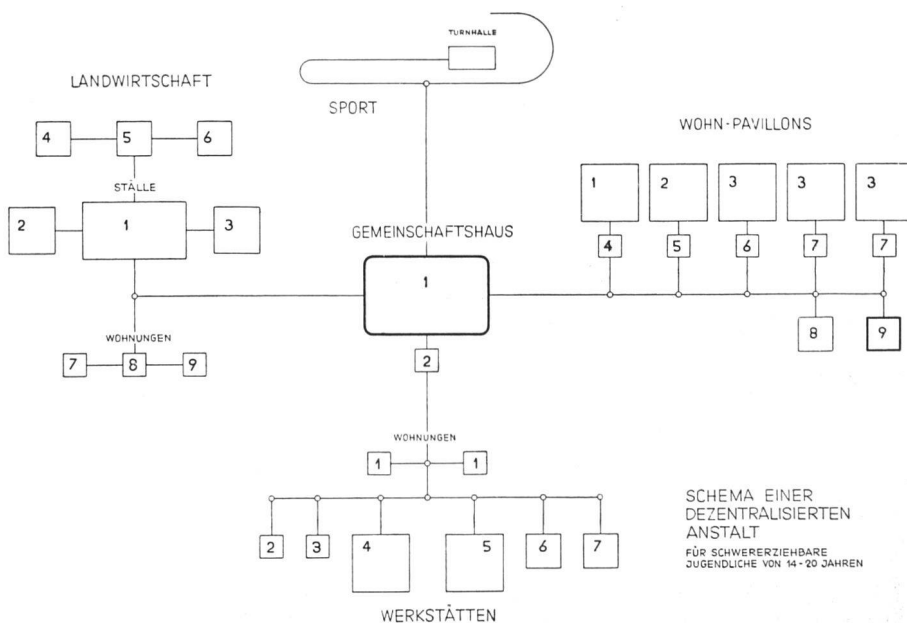 TURNHALLE
LANDWIRTSCHAFT
SPORT
WOHN-PAVILLONS
4 5 6
STÄLLE
1 2 3 3 3
2 1 3
GEMEINSCHAFTSHAUS
4 5 6 7 7
1
WOHNUNGEN
8 9
7 8 9
2
WOHNUNGEN
1 1
2 3 4 5 6 7
WERKSTÄTTEN
SCHEMA EINER
DEZENTRALISIERTEN
ANSTALT
FÜR SCHWERERZIEHBARE
JUGENDLICHE VON 14-20 JAHREN